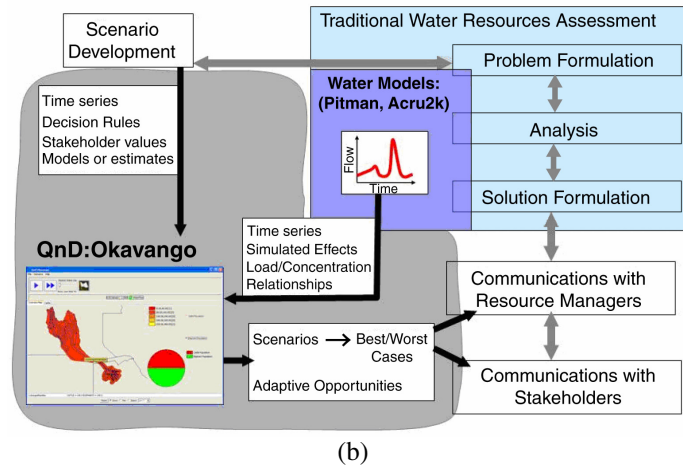 Scenario
Development
Traditional Water Resources Assessment
Problem Formulation
Water Models:
(Pitman, Acru2k)
Time series
Decision Rules
Stakeholder values
Models or estimates
Analysis
Flow
Time
Solution Formulation
Time series
Simulated Effects
Load/Concentration
Relationships
QnD:Okavango
Communications with
Resource Managers
Scenarios
Best/Worst
Cases
Adaptive Opportunities
Communications with
Stakeholders
(b)